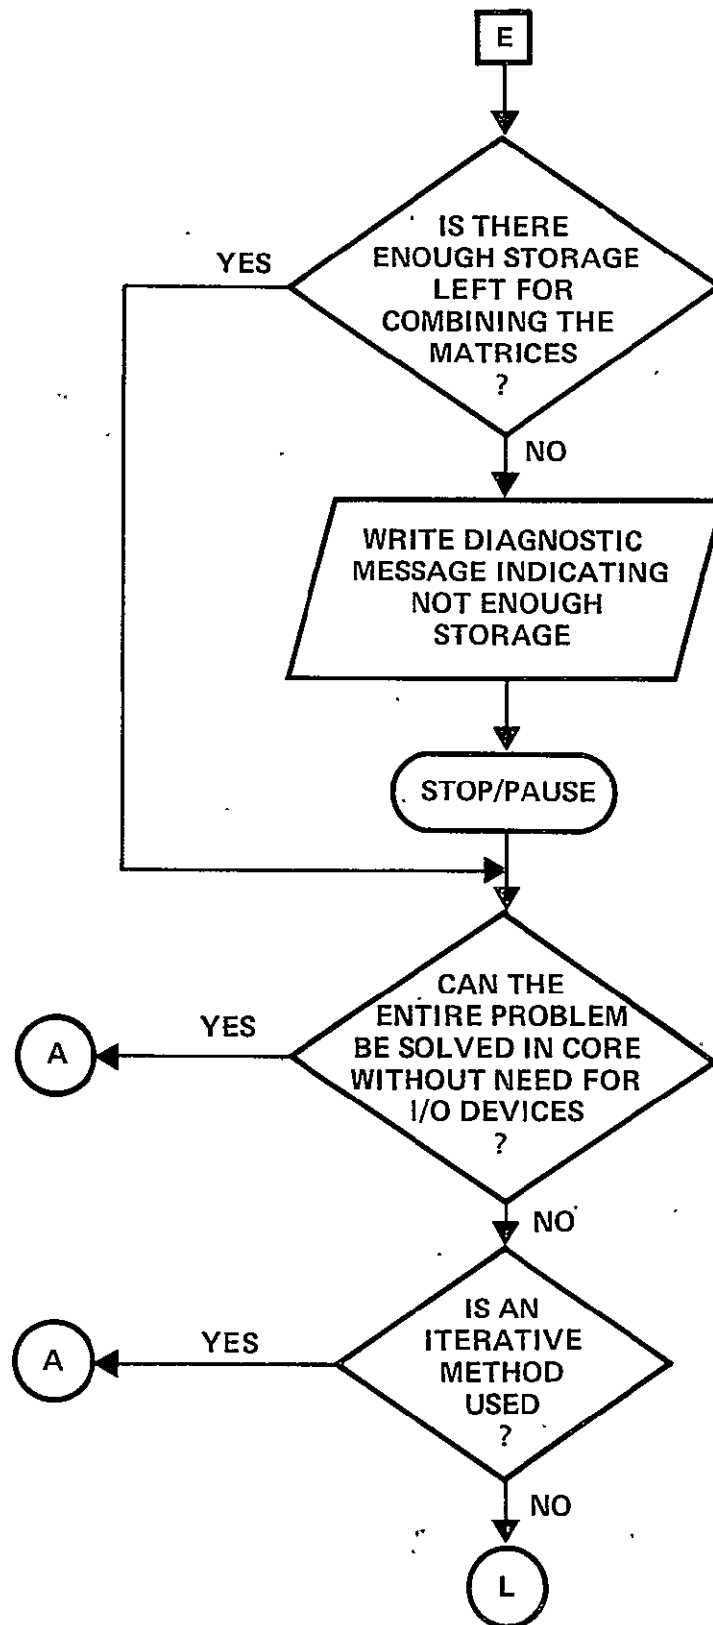 E
IS THERE
ENOUGH STORAGE
LEFT FOR
COMBINING THE
MATRICES
?
YES
NO
WRITE DIAGNOSTIC
MESSAGE INDICATING
NOT ENOUGH
STORAGE
STOP/PAUSE
CAN THE
ENTIRE PROBLEM
BE SOLVED IN CORE
WITHOUT NEED FOR
I/O DEVICES
?
YES
A
NO
IS AN
ITERATIVE
METHOD
USED
?
YES
A
NO
L